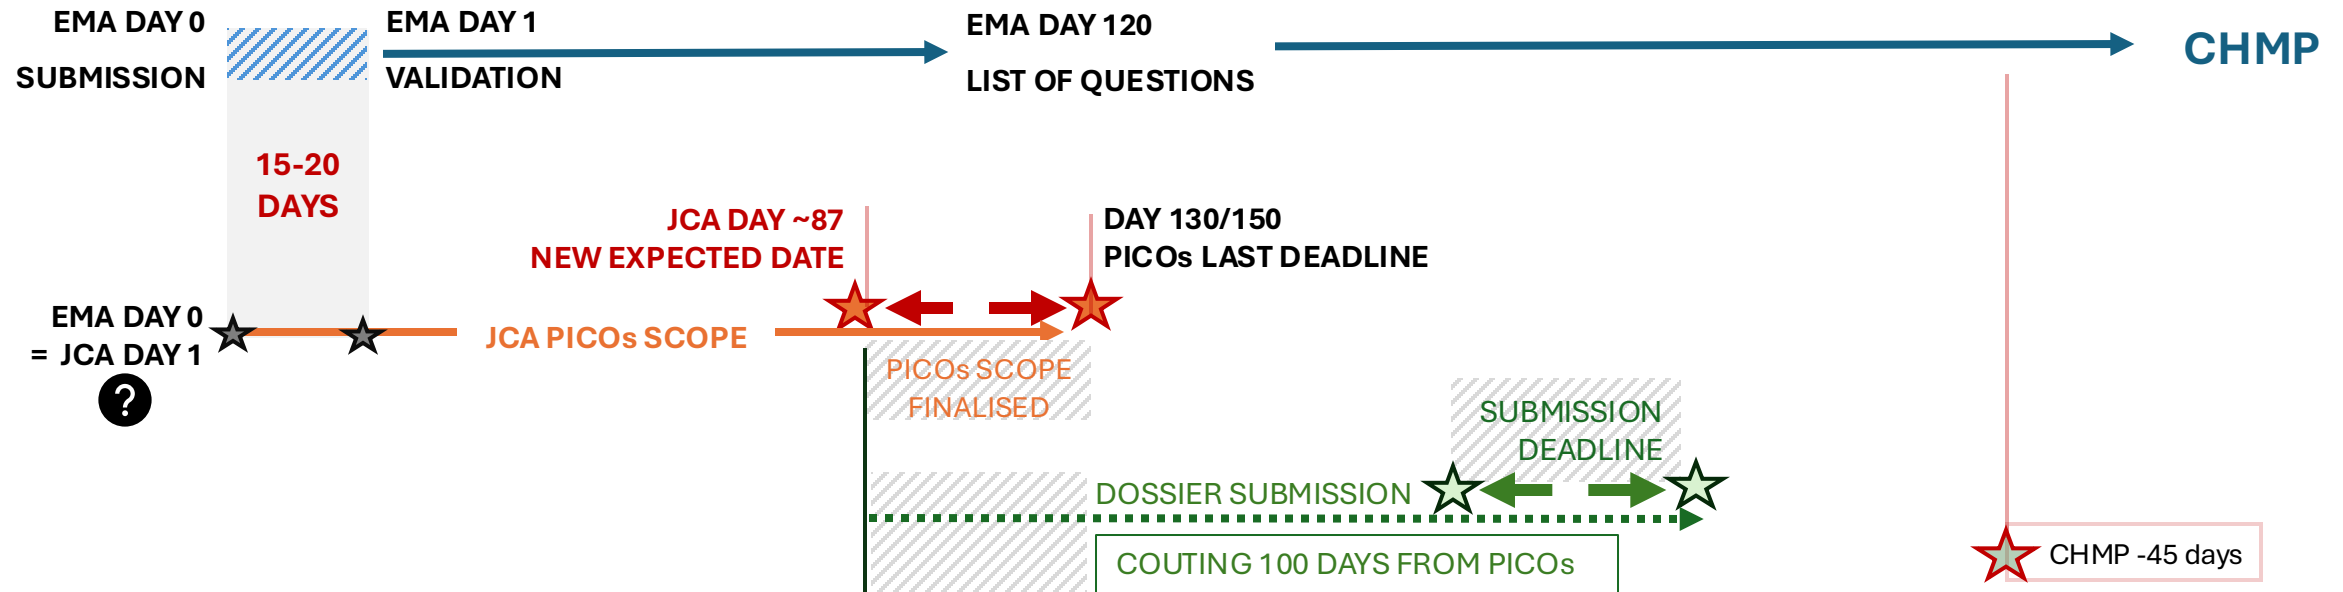 EMA DAY 0
SUBMISSION
EMA DAY 1
VALIDATION
EMA DAY 120
LIST OF QUESTIONS
CHMP
15-20
DAYS
JCA DAY ~87
NEW EXPECTED DATE
DAY 130/150
PICOs LAST DEADLINE
EMA DAY 0
= JCA DAY 1
?
JCA PICOs SCOPE
PICOs SCOPE
FINALISED
SUBMISSION
DEADLINE
DOSSIER SUBMISSION
COUTING 100 DAYS FROM PICOs
CHMP -45 days